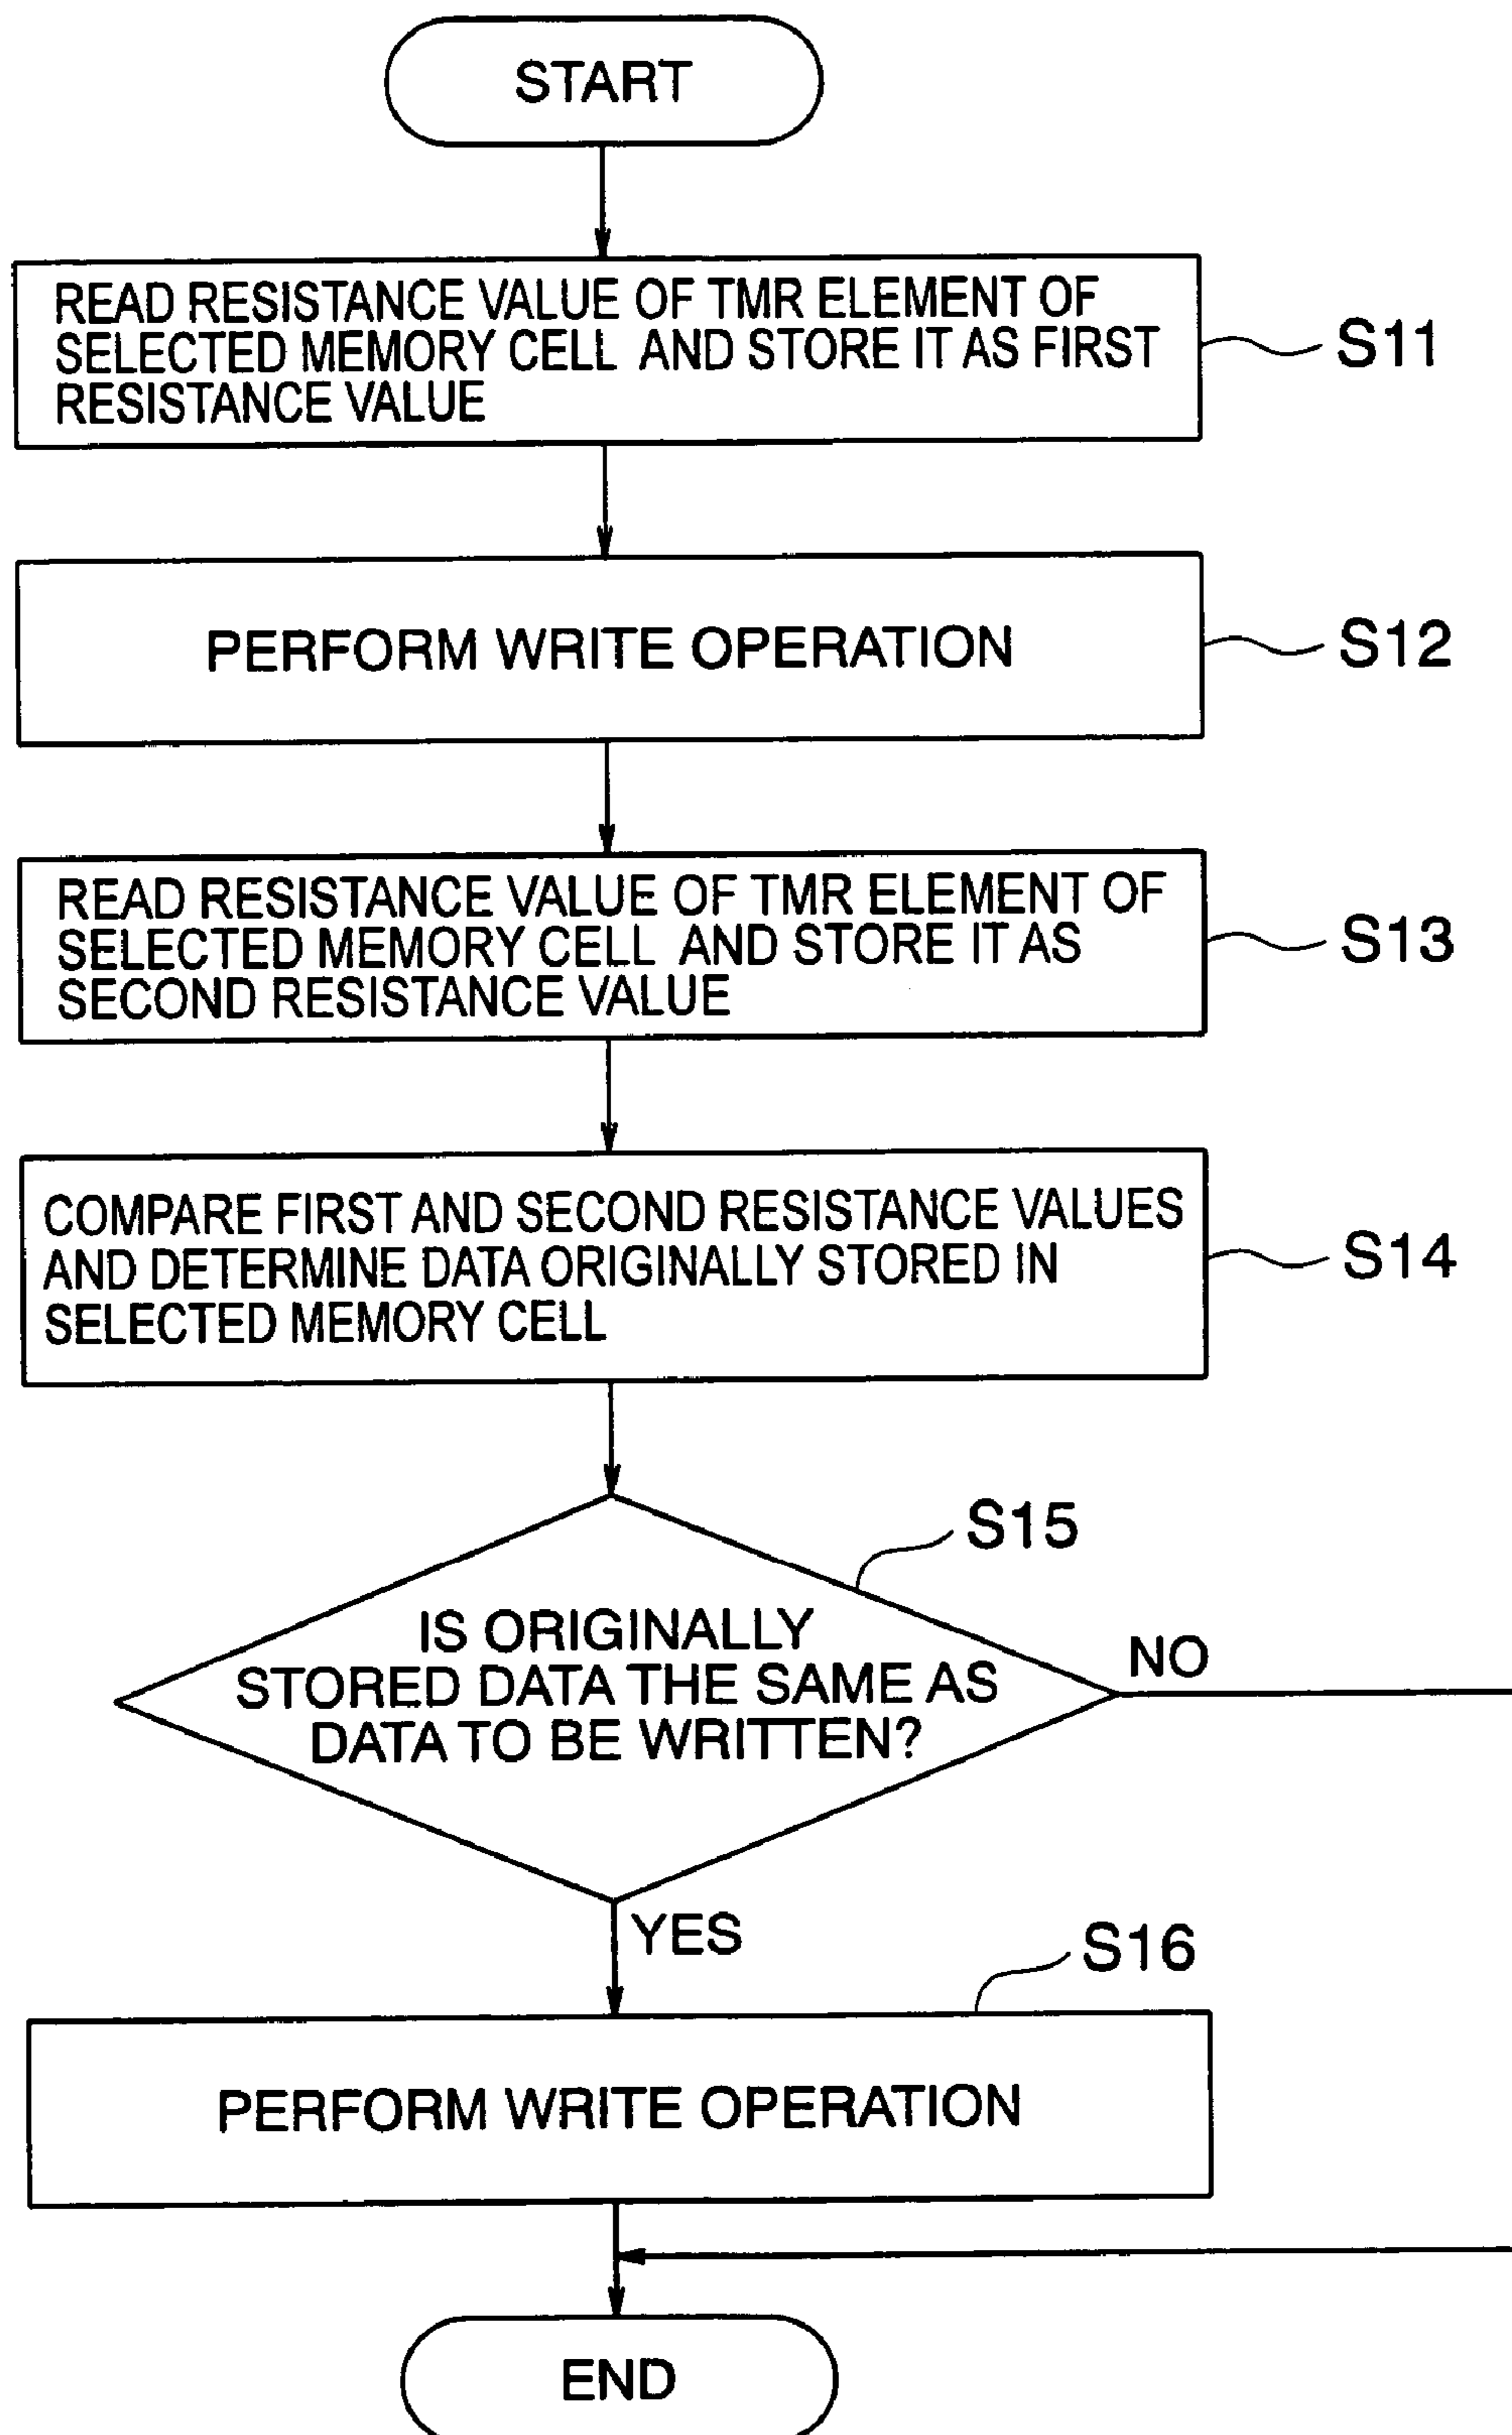 START
READ RESISTANCE VALUE OF TMR ELEMENT OF
SELECTED MEMORY CELL AND STORE IT AS FIRST
RESISTANCE VALUE
S11
PERFORM WRITE OPERATION
S12
READ RESISTANCE VALUE OF TMR ELEMENT OF
SELECTED MEMORY CELL AND STORE IT AS
SECOND RESISTANCE VALUE
S13
COMPARE FIRST AND SECOND RESISTANCE VALUES
AND DETERMINE DATA ORIGINALLY STORED IN
SELECTED MEMORY CELL
S14
S15
IS ORIGINALLY
STORED DATA THE SAME AS
DATA TO BE WRITTEN?
NO
YES
S16
PERFORM WRITE OPERATION
END